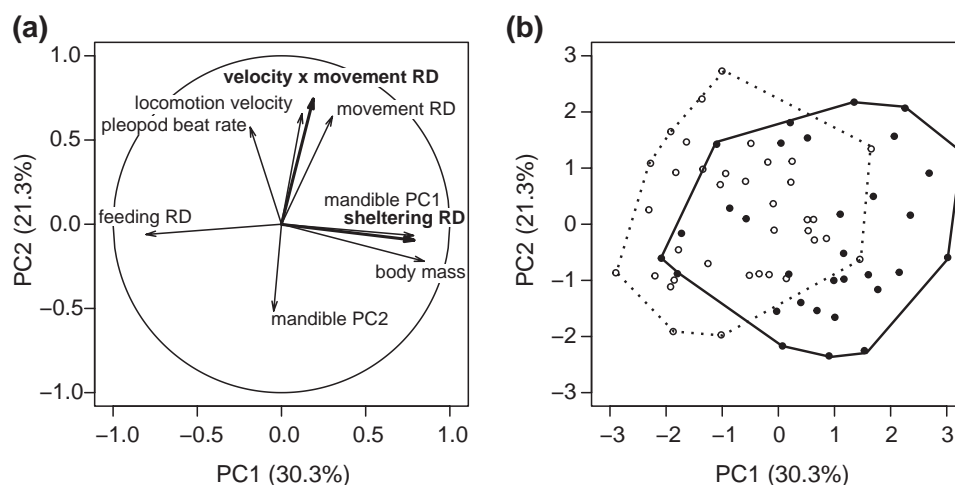 (a)
1.0
0.5
0.0
−0.5
−1.0
PC2 (21.3%)
velocity x movement RD
locomotion velocity
movement RD
pleopod beat rate
mandible PC1
feeding RD
sheltering RD
body mass
mandible PC2
−1.0
−0.5
0.0
0.5
1.0
PC1 (30.3%)
(b)
3
2
1
0
−1
−2
−3
PC2 (21.3%)
−3
−2
−1
0
1
2
3
PC1 (30.3%)